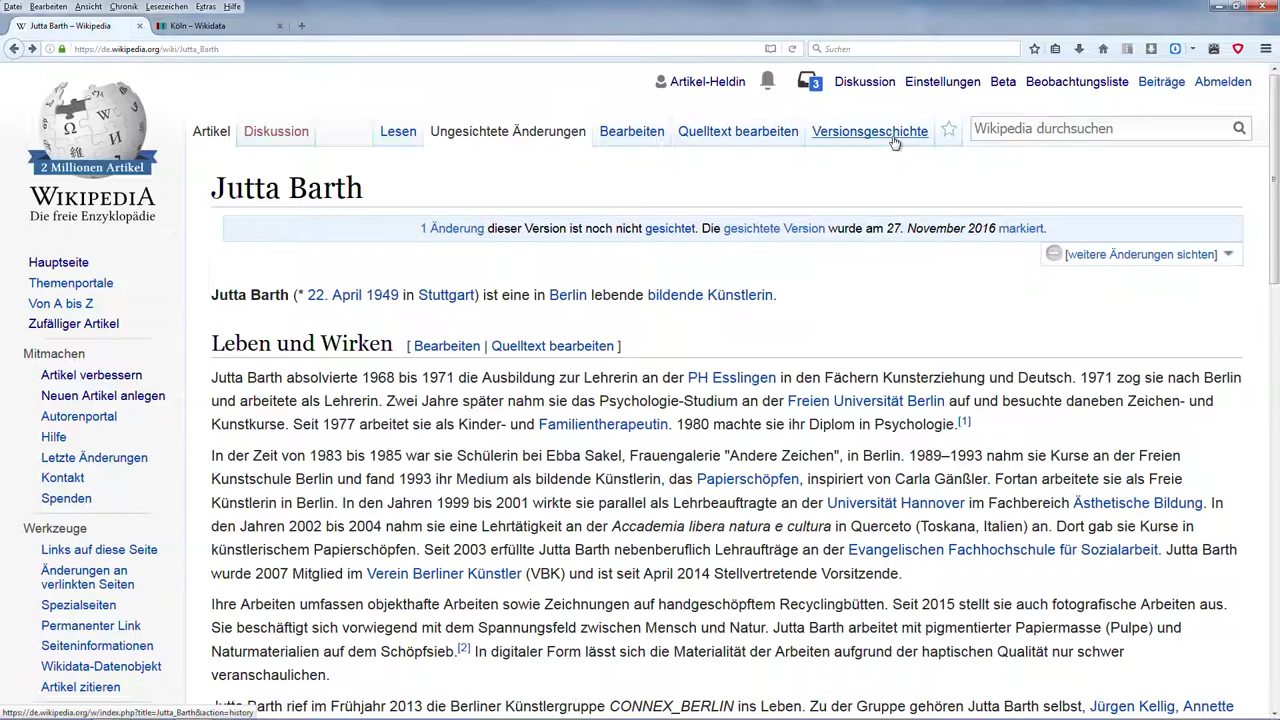 Datei Bearbeiten Ansicht Chronik Lesezeichen Extras Hilfe
Jutta Barth – Wikipedia
Köln – Wikidata
https://de.wikipedia.org/wiki/Jutta_Barth
Suchen
Artikel-Heldin 3 Diskussion Einstellungen Beta Beobachtungsliste Beiträge Abmelden
Artikel Diskussion Lesen Ungesichtete Änderungen Bearbeiten Quelltext bearbeiten Versionsgeschichte
Wikipedia durchsuchen
2 Millionen Artikel
WIKIPEDIA
Die freie Enzyklopädie
Hauptseite
Themenportale
Von A bis Z
Zufälliger Artikel
Mitmachen
Artikel verbessern
Neuen Artikel anlegen
Autorenportal
Hilfe
Letzte Änderungen
Kontakt
Spenden
Werkzeuge
Links auf diese Seite
Änderungen an
verlinkten Seiten
Spezialseiten
Permanenter Link
Seiteninformationen
Wikidata-Datenobjekt
Artikel zitieren
Jutta Barth
1 Änderung dieser Version ist noch nicht gesichtet. Die gesichtete Version wurde am 27. November 2016 markiert.
[weitere Änderungen sichten]
Jutta Barth (* 22. April 1949 in Stuttgart) ist eine in Berlin lebende bildende Künstlerin.
Leben und Wirken [ Bearbeiten | Quelltext bearbeiten ]
Jutta Barth absolvierte 1968 bis 1971 die Ausbildung zur Lehrerin an der PH Esslingen in den Fächern Kunsterziehung und Deutsch. 1971 zog sie nach Berlin
und arbeitete als Lehrerin. Zwei Jahre später nahm sie das Psychologie-Studium an der Freien Universität Berlin auf und besuchte daneben Zeichen- und
Kunstkurse. Seit 1977 arbeitet sie als Kinder- und Familientherapeutin. 1980 machte sie ihr Diplom in Psychologie.[1]
In der Zeit von 1983 bis 1985 war sie Schülerin bei Ebba Sakel, Frauengalerie "Andere Zeichen", in Berlin. 1989–1993 nahm sie Kurse an der Freien
Kunstschule Berlin und fand 1993 ihr Medium als bildende Künstlerin, das Papierschöpfen, inspiriert von Carla Gänßler. Fortan arbeitete sie als Freie
Künstlerin in Berlin. In den Jahren 1999 bis 2001 wirkte sie parallel als Lehrbeauftragte an der Universität Hannover im Fachbereich Ästhetische Bildung. In
den Jahren 2002 bis 2004 nahm sie eine Lehrtätigkeit an der Accademia libera natura e cultura in Querceto (Toskana, Italien) an. Dort gab sie Kurse in
künstlerischem Papierschöpfen. Seit 2003 erfüllte Jutta Barth nebenberuflich Lehraufträge an der Evangelischen Fachhochschule für Sozialarbeit. Jutta Barth
wurde 2007 Mitglied im Verein Berliner Künstler (VBK) und ist seit April 2014 Stellvertretende Vorsitzende.
Ihre Arbeiten umfassen objekthafte Arbeiten sowie Zeichnungen auf handgeschöpftem Recyclingbütten. Seit 2015 stellt sie auch fotografische Arbeiten aus.
Sie beschäftigt sich vorwiegend mit dem Spannungsfeld zwischen Mensch und Natur. Jutta Barth arbeitet mit pigmentierter Papiermasse (Pulpe) und
Naturmaterialien auf dem Schöpfsieb.[2] In digitaler Form lässt sich die Materialität der Arbeiten aufgrund der haptischen Qualität nur schwer
veranschaulichen.
Jutta Barth rief im Frühjahr 2013 die Berliner Künstlergruppe CONNEX_BERLIN ins Leben. Zu der Gruppe gehören Jutta Barth selbst, Jürgen Kellig, Annette
https://de.wikipedia.org/w/index.php?title=Jutta_Barth&action=history